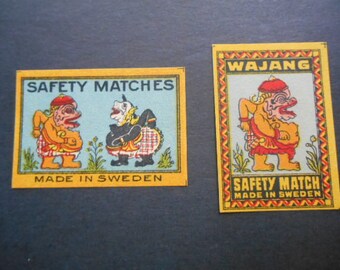 SAFETY MATCHES
MADE IN SWEDEN
WAJANG
SAFETY MATCH
MADE IN SWEDEN